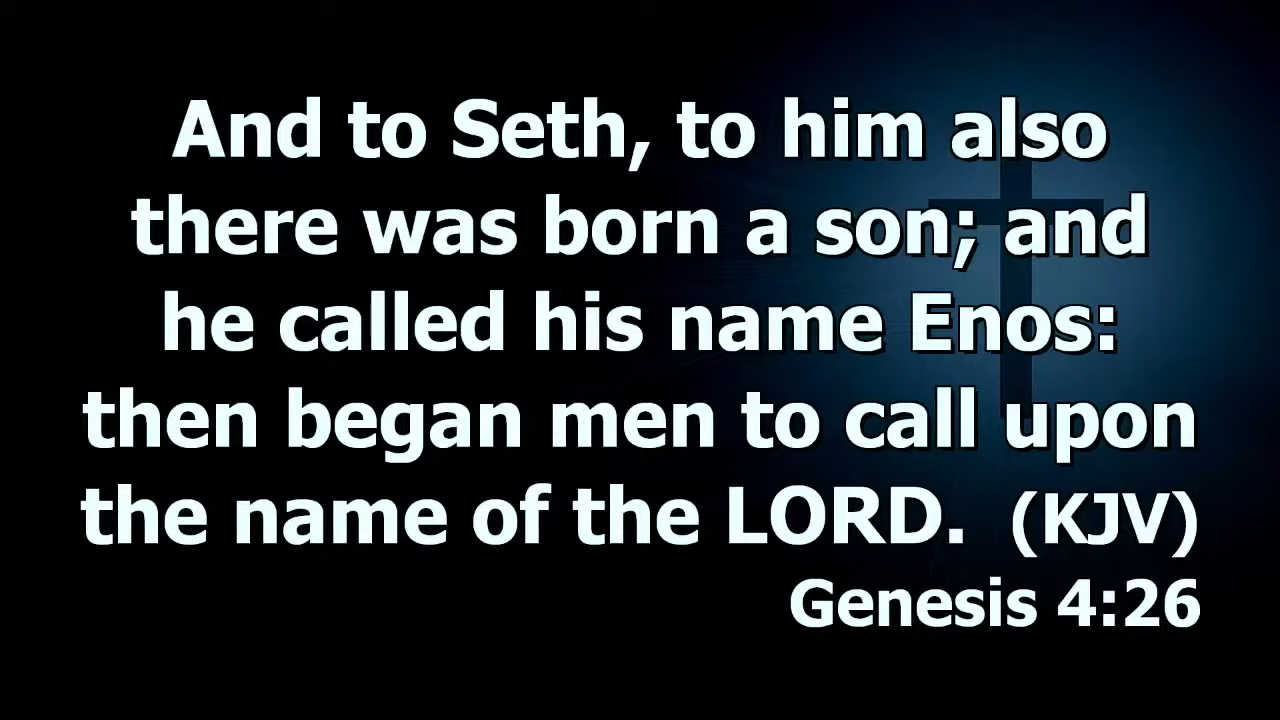 And to Seth, to him also
there was born a son; and
he called his name Enos:
then began men to call upon
the name of the LORD. (KJV)
Genesis 4:26